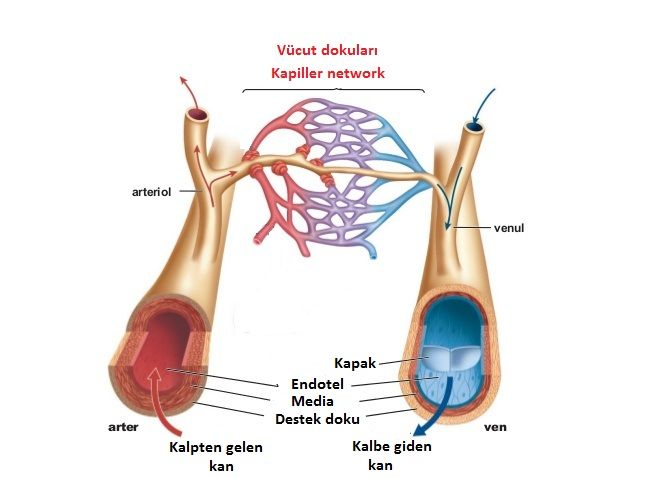 Vücut dokuları
Kapiller network
arteriol
venul
Kapak
Endotel
Media
Destek doku
arter
Kalpten gelen
kan
Kalbe giden
kan
ven